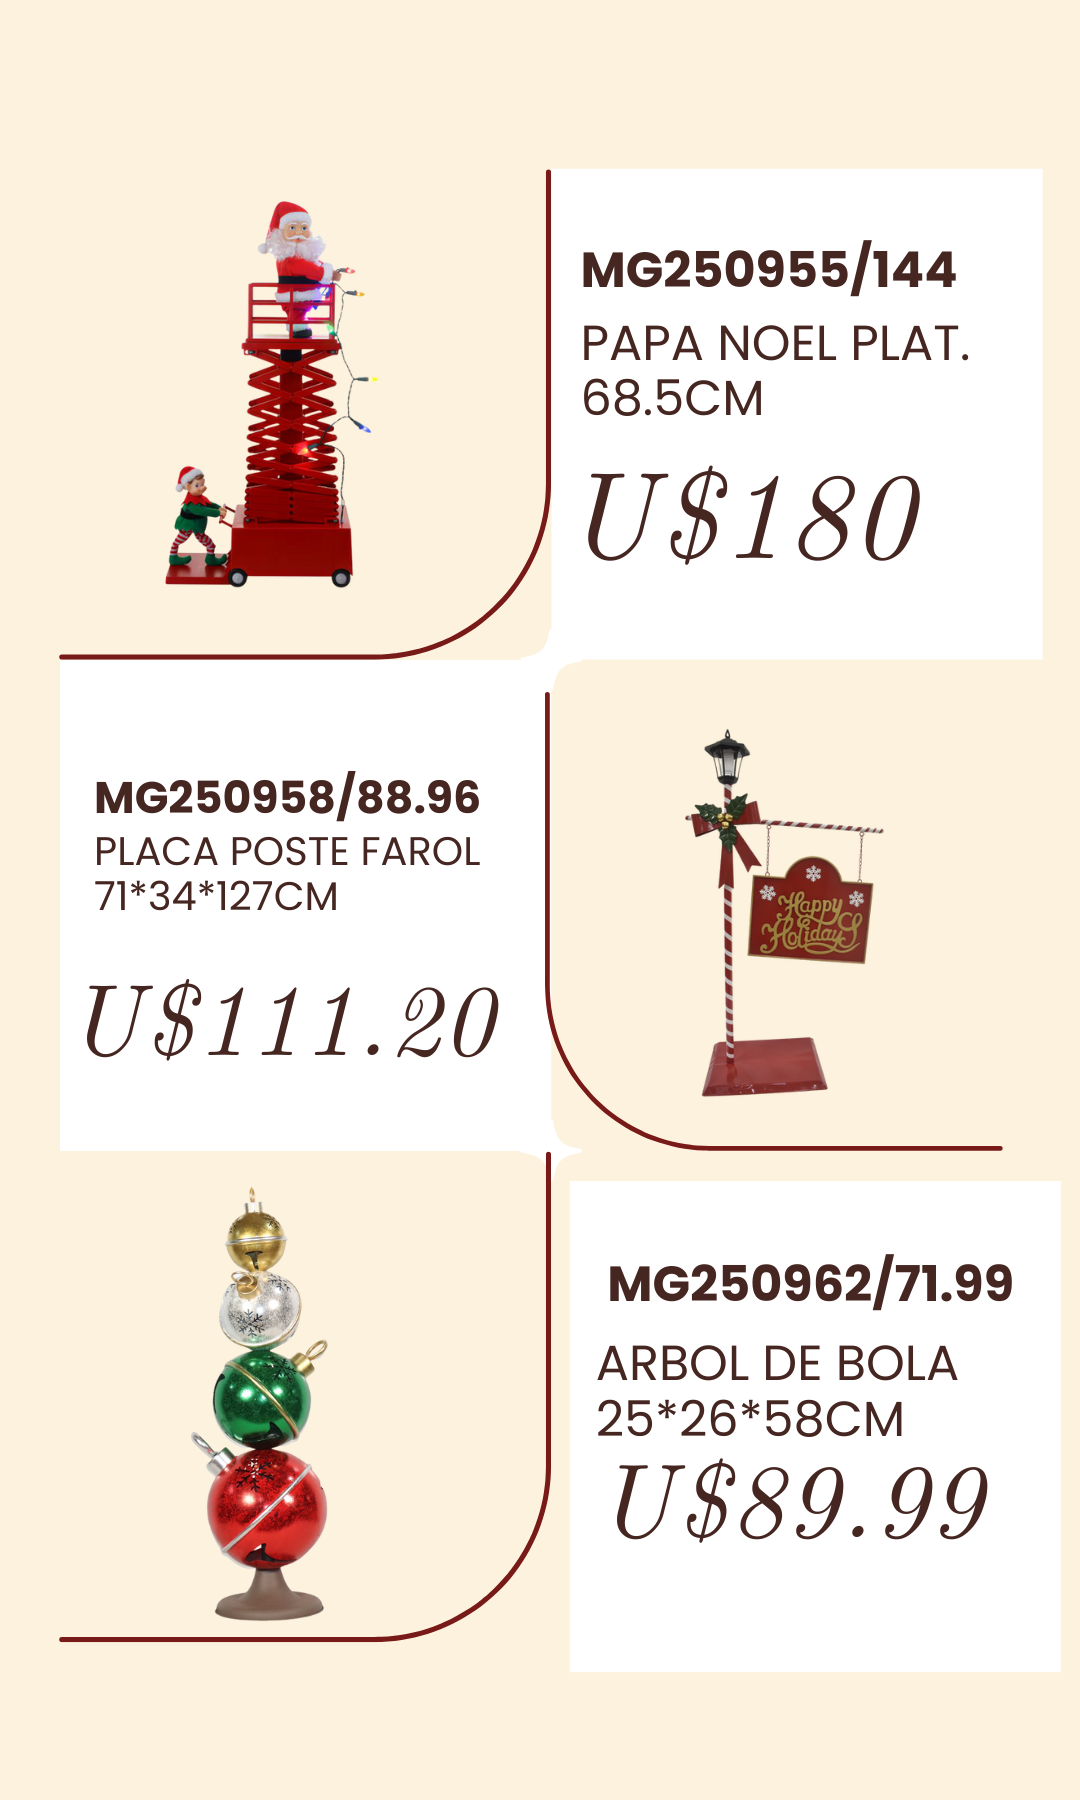 MG250955/144
PAPA NOEL PLAT.
68.5CM
U$180
MG250958/88.96
PLACA POSTE FAROL
71*34*127CM
U$111.20
Happy
Holidays
MG250962/71.99
ARBOL DE BOLA
25*26*58CM
U$89.99